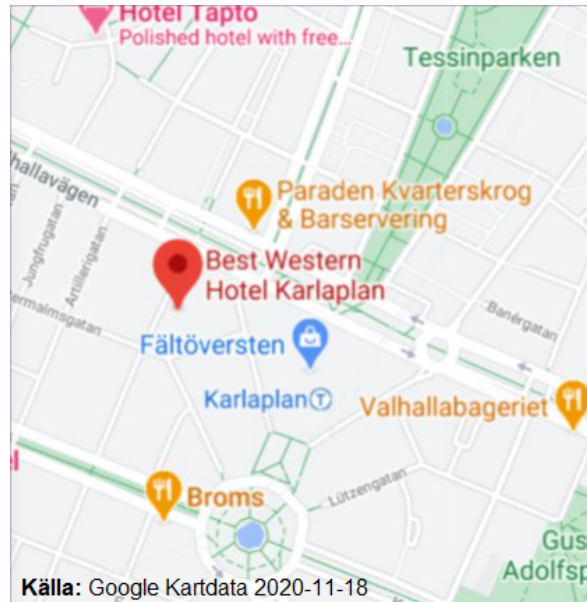 Hotel Tapto
Polished hotel with free...
Tessinparken
hallavägen
Paraden Kvarterskrog
& Barservering
Jungfrugatan
Artillerigatan
Best Western
Hotel Karlaplan
ermalmsgatan
Banérgatan
Fältöversten
Karlaplan T
Valhallabageriet
el
Broms
Lützengatan
Gus
Adolfsp
Källa: Google Kartdata 2020-11-18